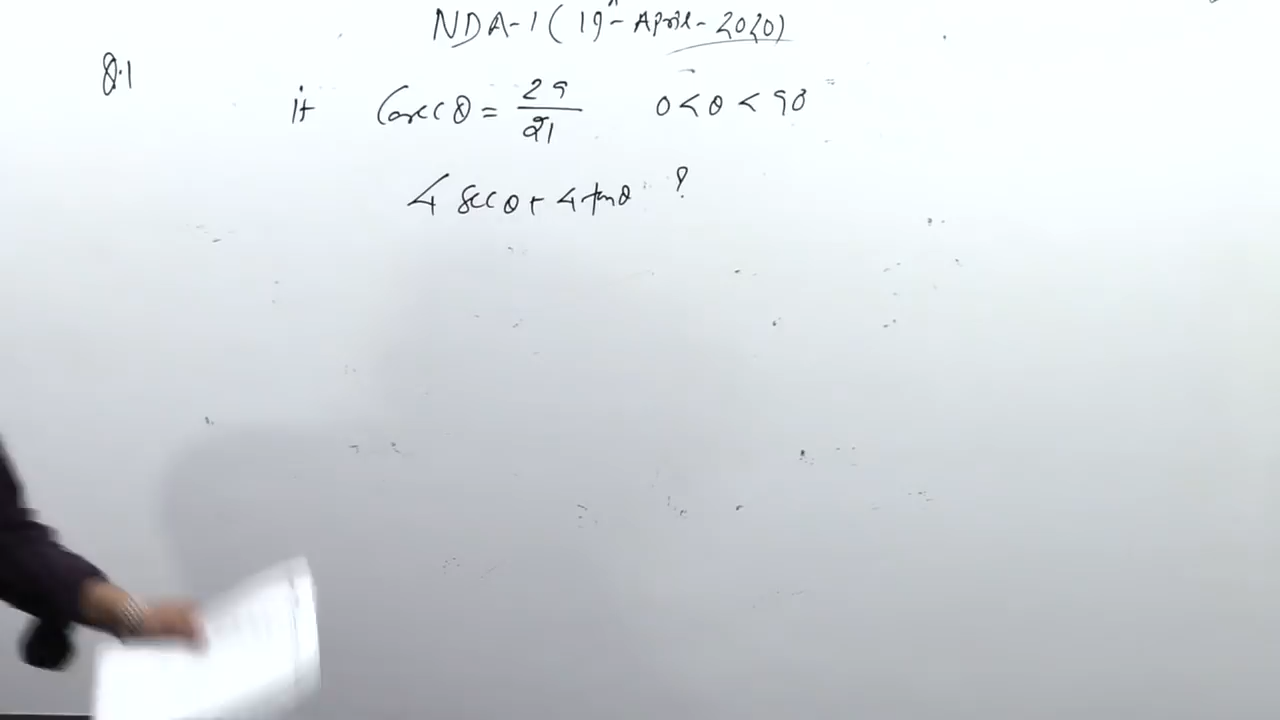 NDA-1 ( 19th- April- 2020)
Q.1
if Cosec θ = 29/21 0 < θ < 90
4 sec θ + 4 tan θ ?